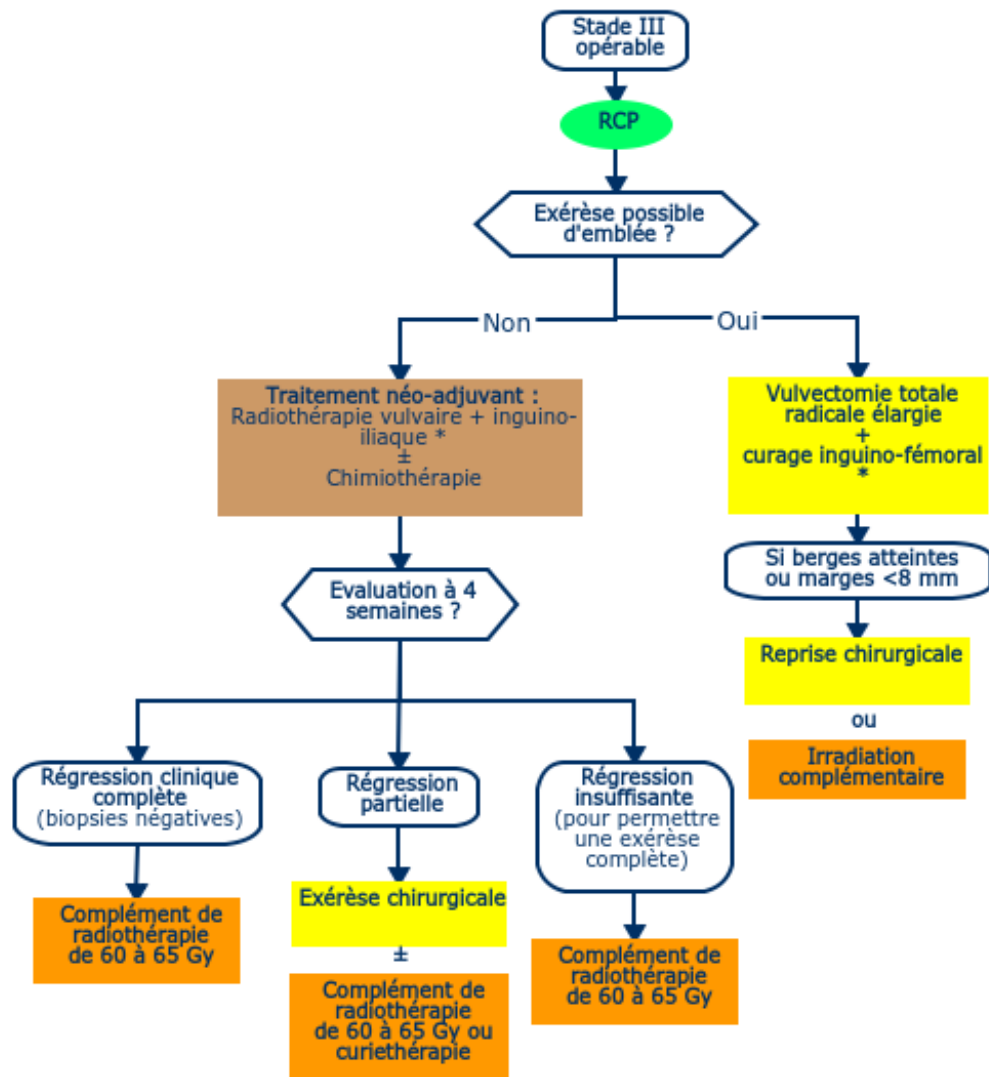 Stade III
opérable
RCP
Exérèse possible
d'emblée ?
Non
Oui
Traitement néo-adjuvant :
Radiothérapie vulvaire + inguino-
iliaque *
±
Chimiothérapie
Vulvectomie totale
radicale élargie
+
curage inguino-fémoral
*
Si berges atteintes
ou marges <8 mm
Reprise chirurgicale
ou
Irradiation
complémentaire
Evaluation à 4
semaines ?
Régression clinique
complète
(biopsies négatives)
Complément de
radiothérapie
de 60 à 65 Gy
Régression
partielle
Exérèse chirurgicale
±
Complément de
radiothérapie
de 60 à 65 Gy ou
curiethérapie
Régression
insuffisante
(pour permettre
une exérèse
complète)
Complément de
radiothérapie
de 60 à 65 Gy